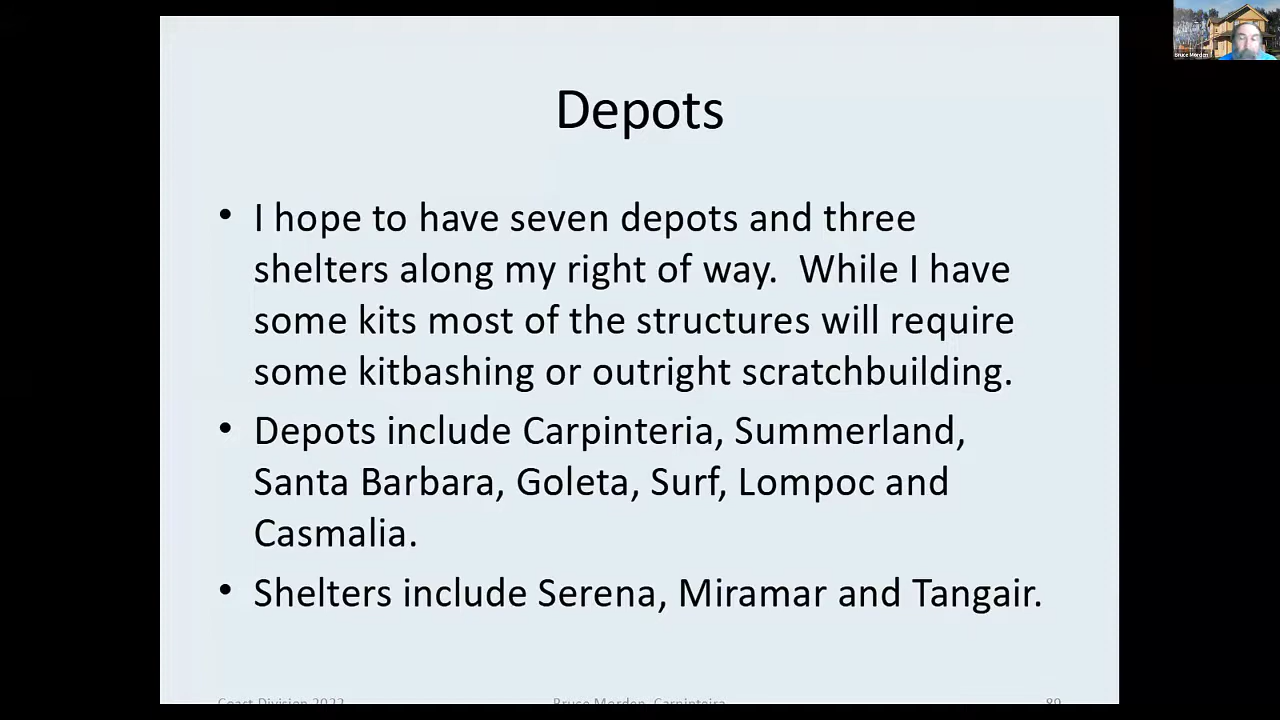 Bruce Morden
Depots
• I hope to have seven depots and three
shelters along my right of way.  While I have
some kits most of the structures will require
some kitbashing or outright scratchbuilding.
• Depots include Carpinteria, Summerland,
Santa Barbara, Goleta, Surf, Lompoc and
Casmalia.
• Shelters include Serena, Miramar and Tangair.
Coast Division 2022
Bruce Morden, Carpinteira